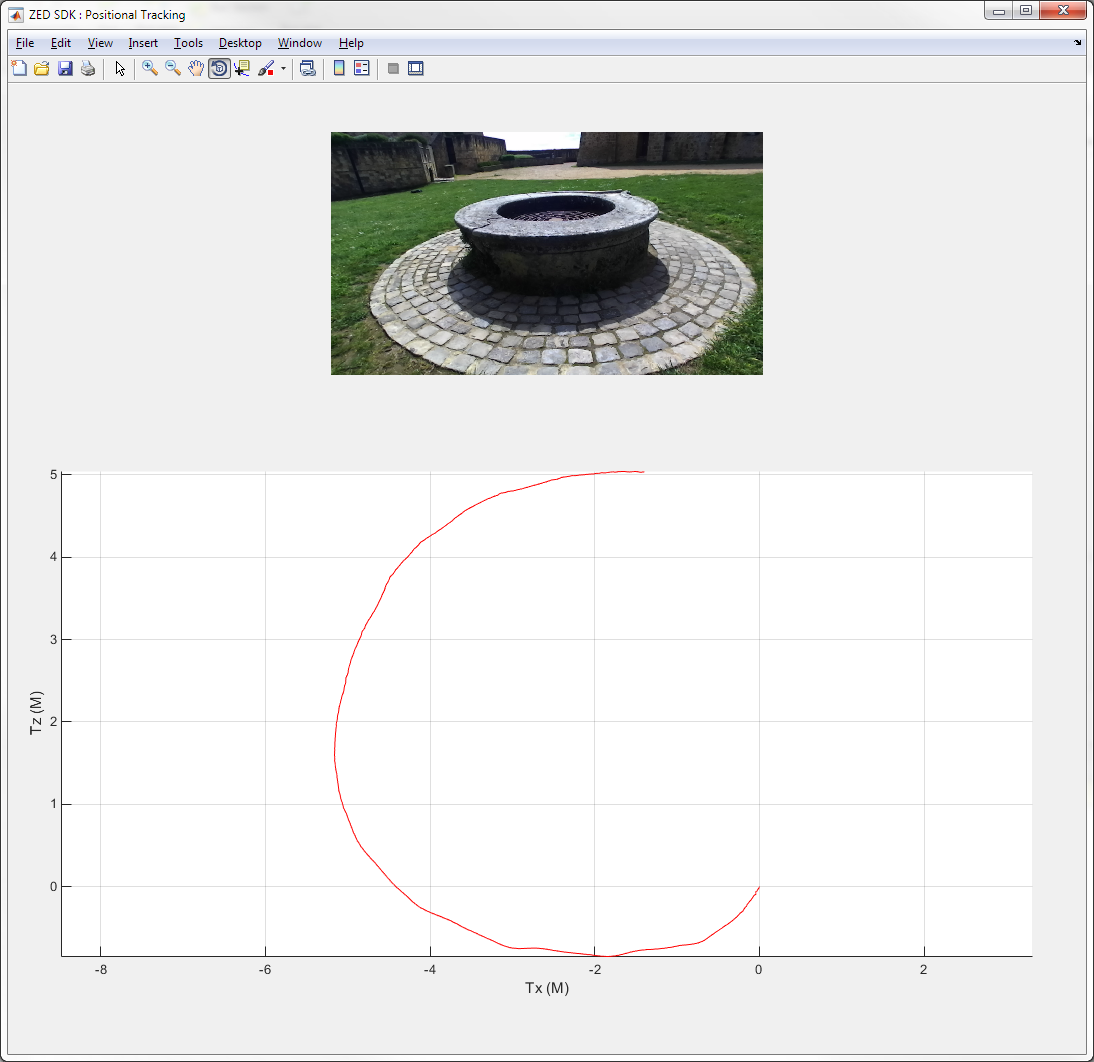 ZED SDK : Positional Tracking
File Edit View Insert Tools Desktop Window Help
5
4
3
2
1
0
Tz (M)
-8 -6 -4 -2 0 2
Tx (M)